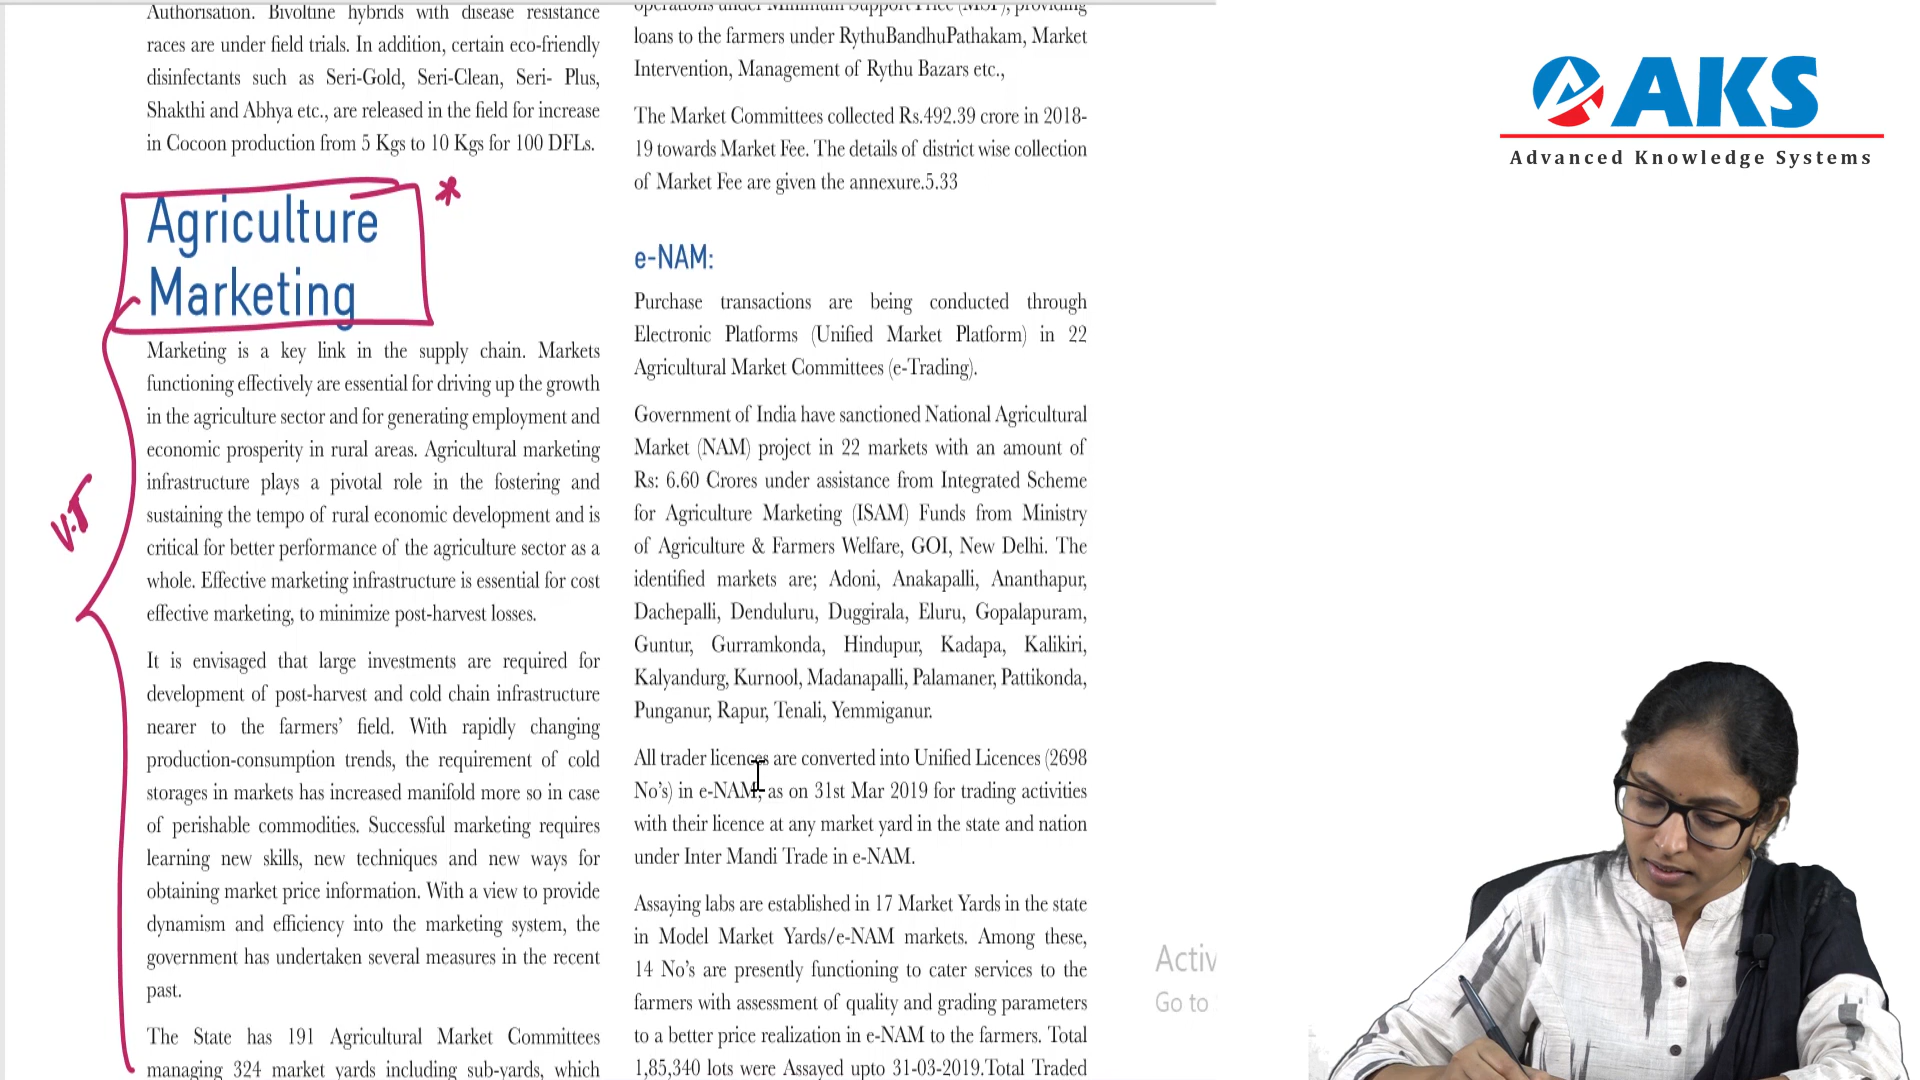 Authorisation. Bivoltine hybrids with disease resistance
races are under field trials. In addition, certain eco-friendly
disinfectants such as Seri-Gold, Seri-Clean, Seri- Plus,
Shakthi and Abhya etc., are released in the field for increase
in Cocoon production from 5 Kgs to 10 Kgs for 100 DFLs.
*
Agriculture
Marketing
Marketing is a key link in the supply chain. Markets
functioning effectively are essential for driving up the growth
in the agriculture sector and for generating employment and
economic prosperity in rural areas. Agricultural marketing
infrastructure plays a pivotal role in the fostering and
sustaining the tempo of rural economic development and is
critical for better performance of the agriculture sector as a
whole. Effective marketing infrastructure is essential for cost
effective marketing, to minimize post-harvest losses.
It is envisaged that large investments are required for
development of post-harvest and cold chain infrastructure
nearer to the farmers’ field. With rapidly changing
production-consumption trends, the requirement of cold
storages in markets has increased manifold more so in case
of perishable commodities. Successful marketing requires
learning new skills, new techniques and new ways for
obtaining market price information. With a view to provide
dynamism and efficiency into the marketing system, the
government has undertaken several measures in the recent
past.
The State has 191 Agricultural Market Committees
managing 324 market yards including sub-yards, which
operations under Minimum Support Price (MSP), providing
loans to the farmers under RythuBandhuPathakam, Market
Intervention, Management of Rythu Bazars etc.,
The Market Committees collected Rs.492.39 crore in 2018-
19 towards Market Fee. The details of district wise collection
of Market Fee are given the annexure.5.33
e-NAM:
Purchase transactions are being conducted through
Electronic Platforms (Unified Market Platform) in 22
Agricultural Market Committees (e-Trading).
Government of India have sanctioned National Agricultural
Market (NAM) project in 22 markets with an amount of
Rs: 6.60 Crores under assistance from Integrated Scheme
for Agriculture Marketing (ISAM) Funds from Ministry
of Agriculture & Farmers Welfare, GOI, New Delhi. The
identified markets are; Adoni, Anakapalli, Ananthapur,
Dachepalli, Denduluru, Duggirala, Eluru, Gopalapuram,
Guntur, Gurramkonda, Hindupur, Kadapa, Kalikiri,
Kalyandurg, Kurnool, Madanapalli, Palamaner, Pattikonda,
Punganur, Rapur, Tenali, Yemmiganur.
All trader licences are converted into Unified Licences (2698
No’s) in e-NAM, as on 31st Mar 2019 for trading activities
with their licence at any market yard in the state and nation
under Inter Mandi Trade in e-NAM.
Assaying labs are established in 17 Market Yards in the state
in Model Market Yards/e-NAM markets. Among these,
14 No’s are presently functioning to cater services to the
farmers with assessment of quality and grading parameters
to a better price realization in e-NAM to the farmers. Total
1,85,340 lots were Assayed upto 31-03-2019.Total Traded
AKS
Advanced Knowledge Systems
Activ
Go to